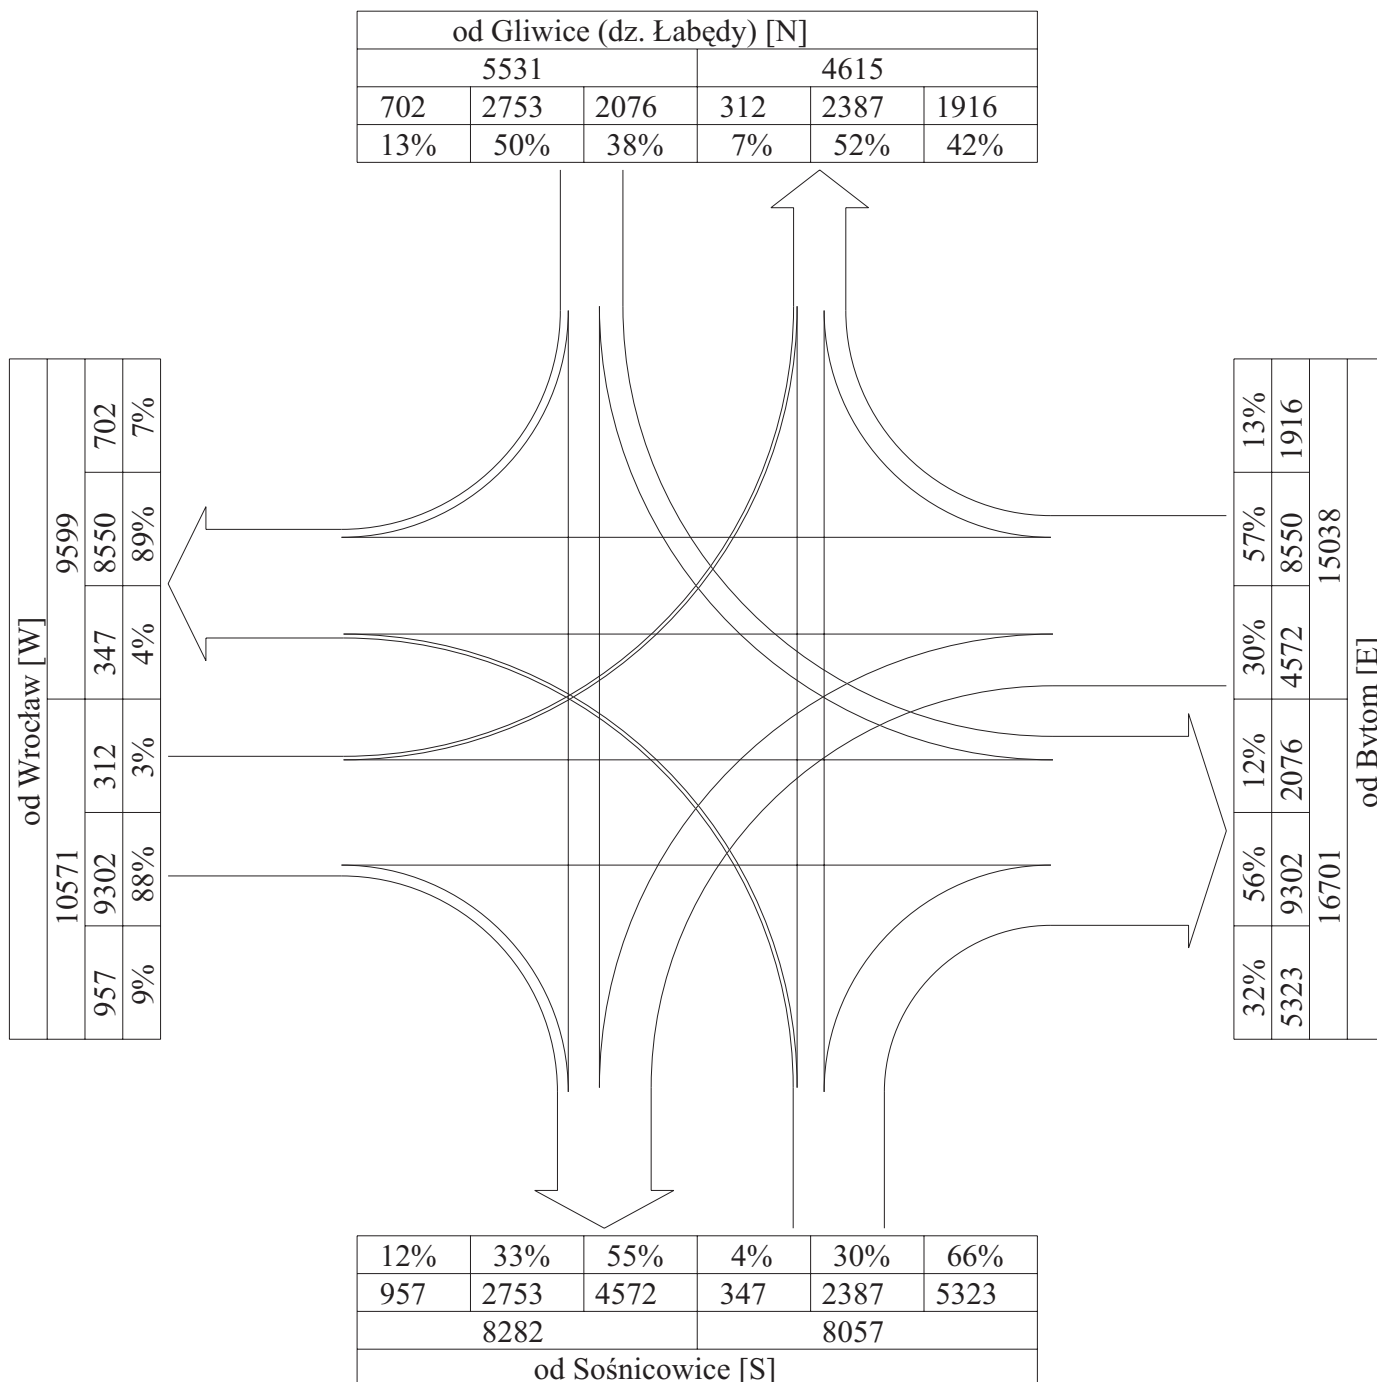 od Gliwice (dz. Łabędy) [N]
5531 4615
702 2753 2076 312 2387 1916
13% 50% 38% 7% 52% 42%
od Wrocław [W]
10571 9599
957 9302 312 347 8550 702
9% 88% 3% 4% 89% 7%
32% 56% 12% 30% 57% 13%
5323 9302 2076 4572 8550 1916
16701 15038
od Bytom [E]
12% 33% 55% 4% 30% 66%
957 2753 4572 347 2387 5323
8282 8057
od Sośnicowice [S]